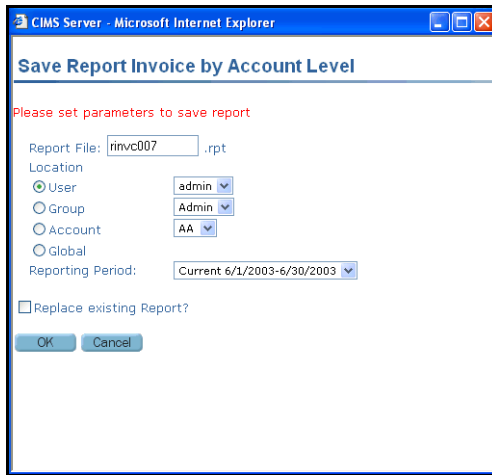 CIMS Server - Microsoft Internet Explorer
Save Report Invoice by Account Level
Please set parameters to save report
Report File: rinvc007 .rpt
Location
User admin
Group Admin
Account AA
Global
Reporting Period: Current 6/1/2003-6/30/2003
Replace existing Report?
OK Cancel